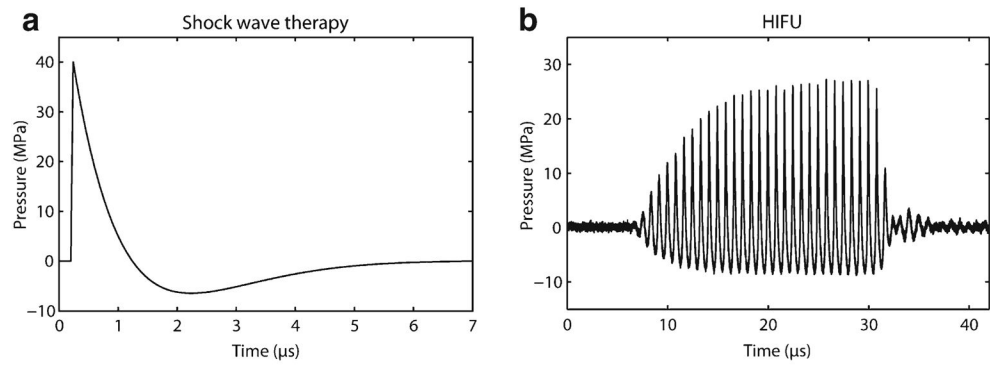 a
Shock wave therapy
40
30
20
10
0
−10
Pressure (MPa)
0 1 2 3 4 5 6 7
Time (µs)
b
HIFU
30
20
10
0
−10
Pressure (MPa)
0 10 20 30 40
Time (µs)